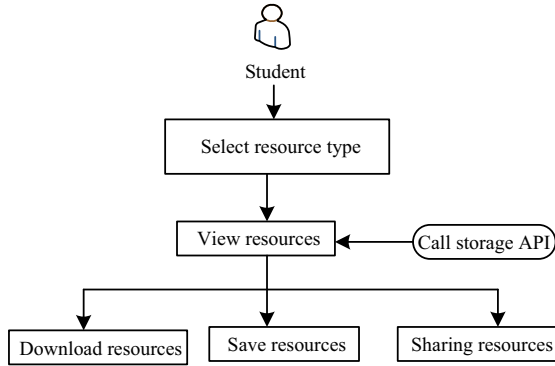 Student
Select resource type
View resources
Call storage API
Download resources
Save resources
Sharing resources